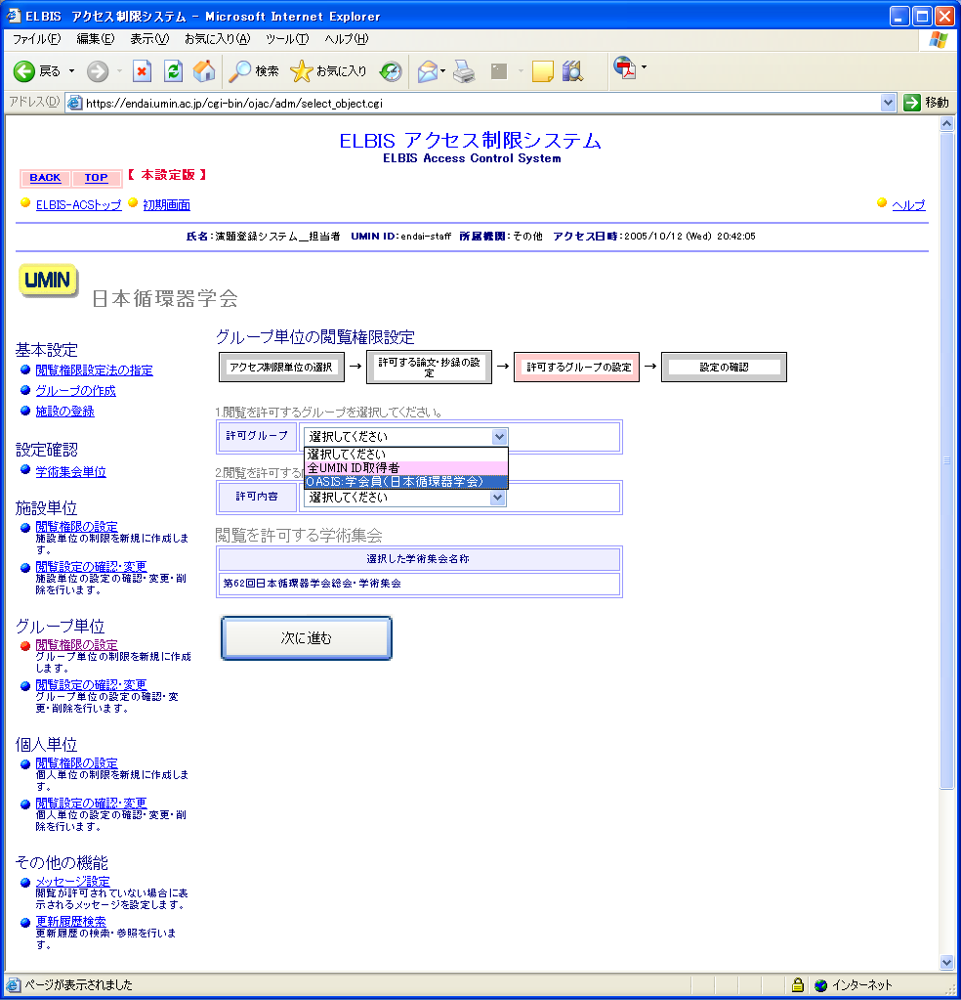 ELBIS アクセス制限システム - Microsoft Internet Explorer
ファイル(F) 編集(E) 表示(V) お気に入り(A) ツール(T) ヘルプ(H)
戻る 検索 お気に入り
アドレス(D) https://endai.umin.ac.jp/cgi-bin/ojac/adm/select_object.cgi 移動
ELBIS アクセス制限システム
ELBIS Access Control System
BACK TOP 【 本設定版 】
ELBIS-ACSトップ 初期画面 ヘルプ
氏名:演題登録システム__担当者 UMIN ID:endai-staff 所属機関:その他 アクセス日時:2005/10/12 (Wed) 20:42:05
UMIN 日本循環器学会
基本設定
閲覧権限設定法の指定
グループの作成
施設の登録
設定確認
学術集会単位
施設単位
閲覧権限の設定
施設単位の制限を新規に作成しま
す。
閲覧設定の確認・変更
施設単位の設定の確認・変更・削
除を行います。
グループ単位
閲覧権限の設定
グループ単位の制限を新規に作成
します。
閲覧設定の確認・変更
グループ単位の設定の確認・変
更・削除を行います。
個人単位
閲覧権限の設定
個人単位の制限を新規に作成しま
す。
閲覧設定の確認・変更
個人単位の設定の確認・変更・削
除を行います。
その他の機能
メッセージ設定
閲覧が許可されていない場合に表
示されるメッセージを設定します。
更新履歴検索
更新履歴の検索・参照を行いま
す。
グループ単位の閲覧権限設定
アクセス制限単位の選択 → 許可する論文・抄録の設
定 → 許可するグループの設定 → 設定の確認
1.閲覧を許可するグループを選択してください。
許可グループ 選択してください
選択してください
全UMIN ID取得者
OASIS:学会員(日本循環器学会)
2.閲覧を許可する
許可内容 選択してください
閲覧を許可する学術集会
選択した学術集会名称
第62回日本循環器学会総会・学術集会
次に進む
ページが表示されました インターネット